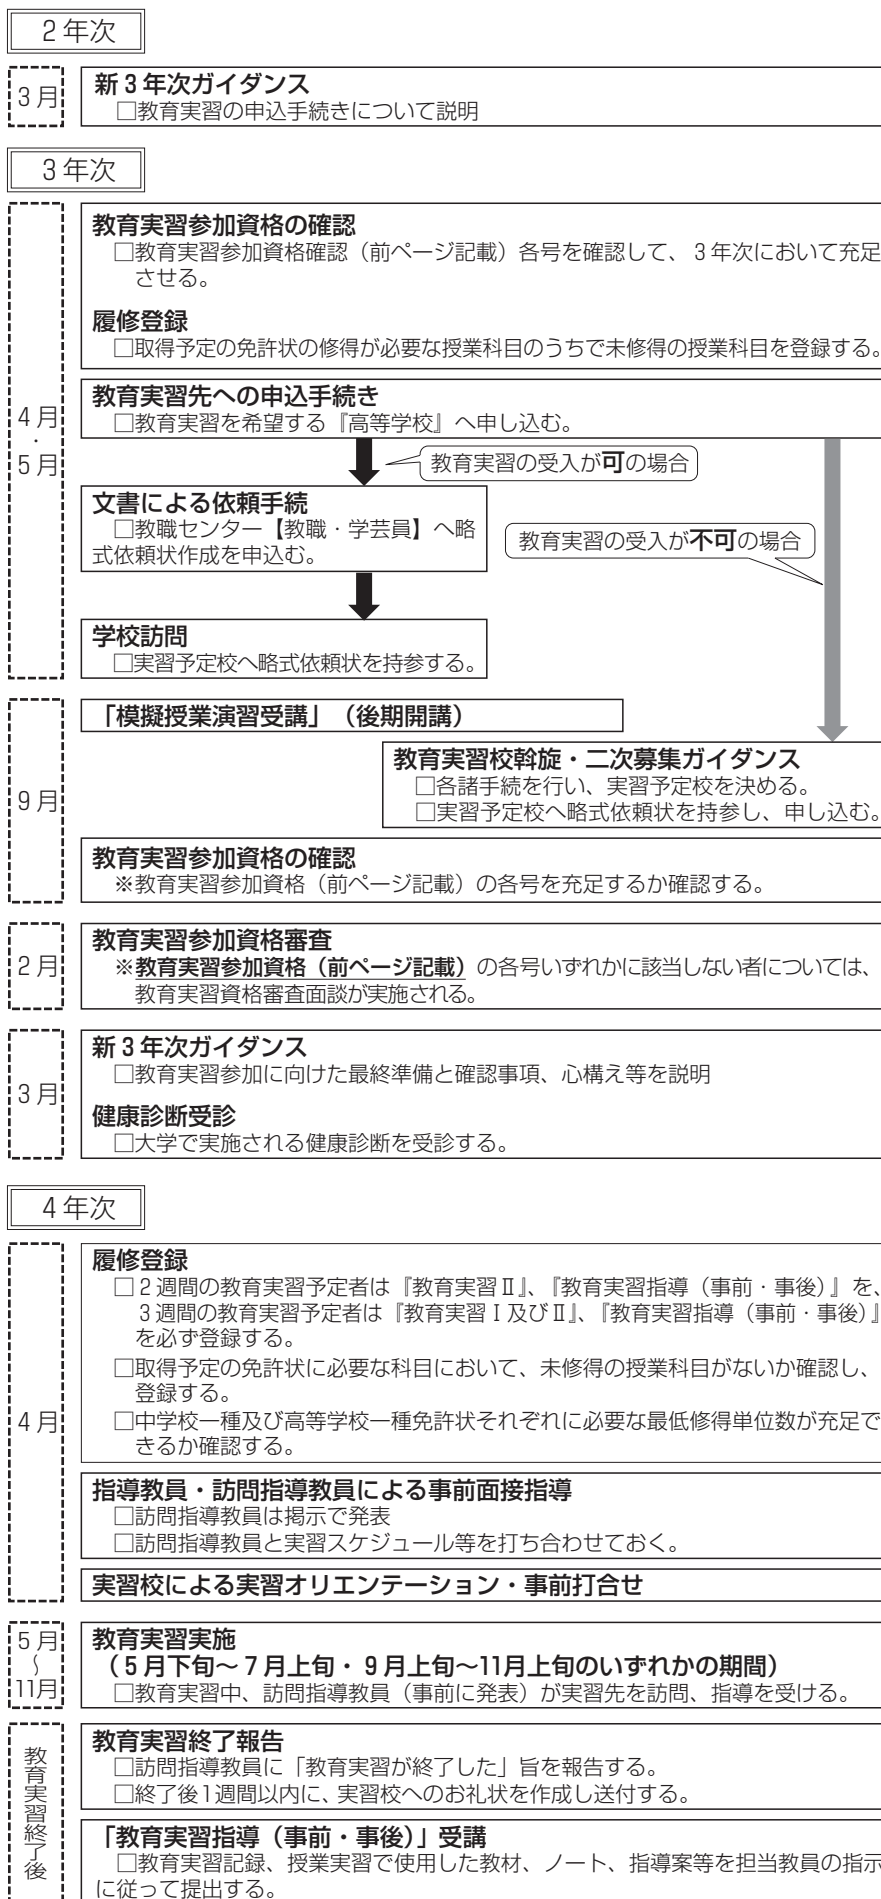 2年次
3月
新3年次ガイダンス
□教育実習の申込手続きについて説明
3年次
4月・5月
教育実習参加資格の確認
□教育実習参加資格確認（前ページ記載）各号を確認して、3年次において充足
させる。
履修登録
□取得予定の免許状の修得が必要な授業科目のうちで未修得の授業科目を登録する。
教育実習先への申込手続き
□教育実習を希望する『高等学校』へ申し込む。
教育実習の受入が可の場合
文書による依頼手続
□教職センター【教職・学芸員】へ略
式依頼状作成を申込む。
教育実習の受入が不可の場合
学校訪問
□実習予定校へ略式依頼状を持参する。
9月
「模擬授業演習受講」（後期開講）
教育実習校斡旋・二次募集ガイダンス
□各諸手続を行い、実習予定校を決める。
□実習予定校へ略式依頼状を持参し、申し込む。
教育実習参加資格の確認
※教育実習参加資格（前ページ記載）の各号を充足するか確認する。
2月
教育実習参加資格審査
※教育実習参加資格（前ページ記載）の各号いずれかに該当しない者については、
教育実習資格審査面談が実施される。
3月
新3年次ガイダンス
□教育実習参加に向けた最終準備と確認事項、心構え等を説明
健康診断受診
□大学で実施される健康診断を受診する。
4年次
4月
履修登録
□2週間の教育実習予定者は『教育実習Ⅱ』、『教育実習指導（事前・事後）』を、
3週間の教育実習予定者は『教育実習Ⅰ及びⅡ』、『教育実習指導（事前・事後）』
を必ず登録する。
□取得予定の免許状に必要な科目において、未修得の授業科目がないか確認し、
登録する。
□中学校一種及び高等学校一種免許状それぞれに必要な最低修得単位数が充足で
きるか確認する。
指導教員・訪問指導教員による事前面接指導
□訪問指導教員は掲示で発表
□訪問指導教員と実習スケジュール等を打ち合わせておく。
実習校による実習オリエンテーション・事前打合せ
5月～11月
教育実習実施
（5月下旬～7月上旬・9月上旬～11月上旬のいずれかの期間）
□教育実習中、訪問指導教員（事前に発表）が実習先を訪問、指導を受ける。
教育実習終了後
教育実習終了報告
□訪問指導教員に「教育実習が終了した」旨を報告する。
□終了後1週間以内に、実習校へのお礼状を作成し送付する。
「教育実習指導（事前・事後）」受講
□教育実習記録、授業実習で使用した教材、ノート、指導案等を担当教員の指示
に従って提出する。